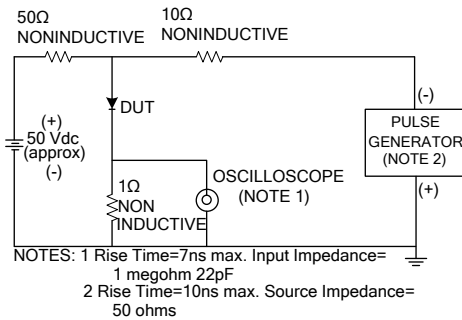 50Ω
NONINDUCTIVE
10Ω
NONINDUCTIVE
DUT
(+)
50 Vdc
(approx)
(-)
1Ω
NON
INDUCTIVE
OSCILLOSCOPE
(NOTE 1)
(-)
PULSE
GENERATOR
(NOTE 2)
(+)
NOTES: 1 Rise Time=7ns max. Input Impedance=
1 megohm 22pF
2 Rise Time=10ns max. Source Impedance=
50 ohms